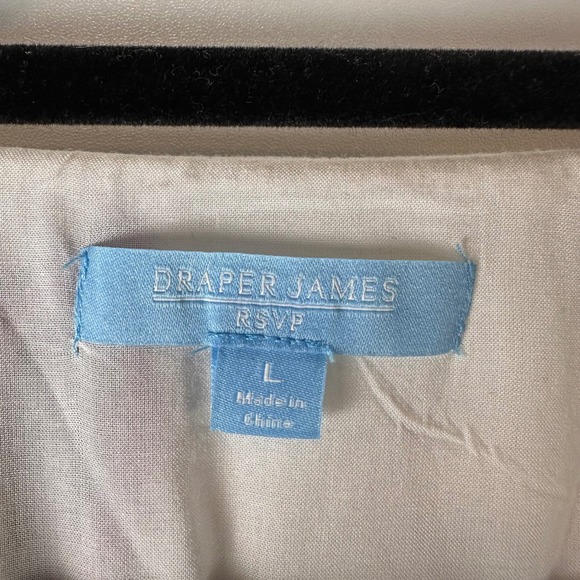 DRAPER JAMES
RSVP
L
Made in
China